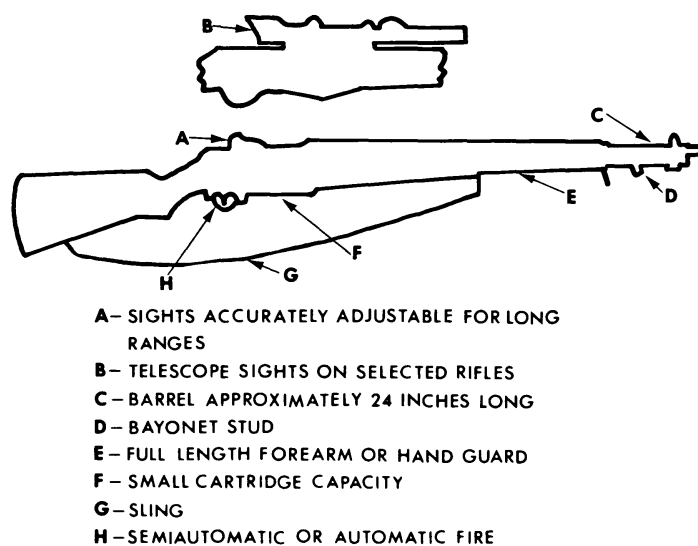 B
A
C
E
D
F
G
H
A– SIGHTS ACCURATELY ADJUSTABLE FOR LONG
RANGES
B– TELESCOPE SIGHTS ON SELECTED RIFLES
C– BARREL APPROXIMATELY 24 INCHES LONG
D– BAYONET STUD
E– FULL LENGTH FOREARM OR HAND GUARD
F– SMALL CARTRIDGE CAPACITY
G–SLING
H–SEMIAUTOMATIC OR AUTOMATIC FIRE